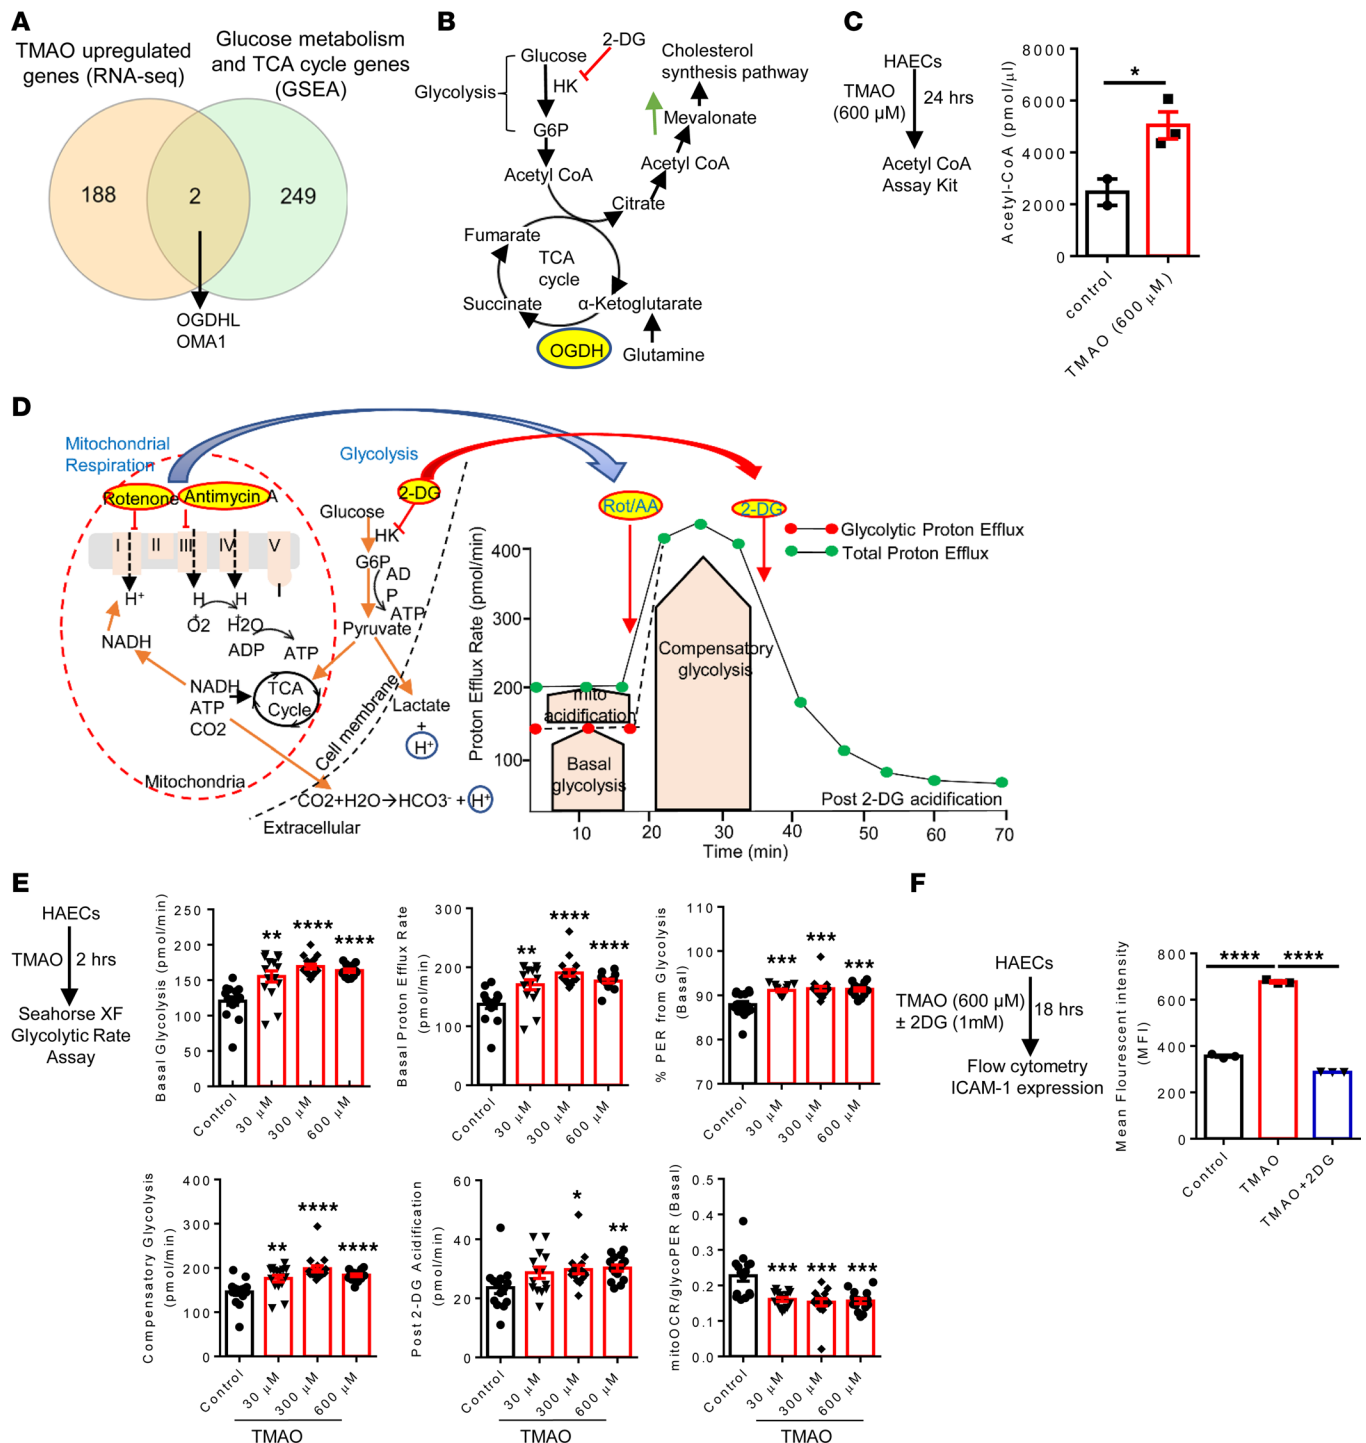 A
TMAO upregulated
genes (RNA-seq)
Glucose metabolism
and TCA cycle genes
(GSEA)
188
2
249
OGDHL
OMA1
B
2-DG
Glucose
HK
Glycolysis
G6P
Acetyl CoA
Cholesterol
synthesis pathway
Mevalonate
Acetyl CoA
Citrate
Fumarate
TCA
cycle
Succinate
α-Ketoglutarate
OGDH
Glutamine
C
HAECs
TMAO
(600 µM)
24 hrs
Acetyl CoA
Assay Kit
Acetyl-CoA (pmol/µl)
8000
6000
4000
2000
0
*
control
TMAO (600 µM)
D
Mitochondrial
Respiration
Rotenone
Antimycin A
I
II
III
IV
V
H+
H
+
O2
H
+
H2O
NADH
ADP
ATP
NADH
ATP
CO2
TCA
Cycle
Mitochondria
Glycolysis
2-DG
Glucose
HK
G6P
AD
P
ATP
Pyruvate
Lactate
+
H+
Cell membrane
CO2+H2O→HCO3- + H+
Extracellular
Rot/AA
2-DG
Glycolytic Proton Efflux
Total Proton Efflux
Proton Efflux Rate (pmol/min)
400
300
200
100
mito
acidification
Basal
glycolysis
Compensatory
glycolysis
Post 2-DG acidification
10
20
30
40
50
60
70
Time (min)
E
HAECs
TMAO
2 hrs
Seahorse XF
Glycolytic Rate
Assay
Basal Glycolysis (pmol/min)
250
200
150
100
50
0
**
****
****
Control
30 µM
300 µM
600 µM
Basal Proton Efflux Rate
(pmol/min)
300
200
100
0
**
****
****
Control
30 µM
300 µM
600 µM
% PER from Glycolysis
(Basal)
110
100
90
80
70
***
***
***
Control
30 µM
300 µM
600 µM
Compensatory Glycolysis
(pmol/min)
400
300
200
100
0
**
****
****
Control
30 µM
300 µM
600 µM
TMAO
Post 2-DG Acidification
(pmol/min)
60
40
20
0
*
**
Control
30 µM
300 µM
600 µM
TMAO
mitoOCR/glycoPER (Basal)
0.5
0.4
0.3
0.2
0.1
0.0
***
***
***
Control
30 µM
300 µM
600 µM
TMAO
F
HAECs
TMAO (600 µM)
± 2DG (1mM)
18 hrs
Flow cytometry
ICAM-1 expression
Mean Flourescent intensity
(MFI)
800
600
400
200
0
****
****
Control
TMAO
TMAO+2DG